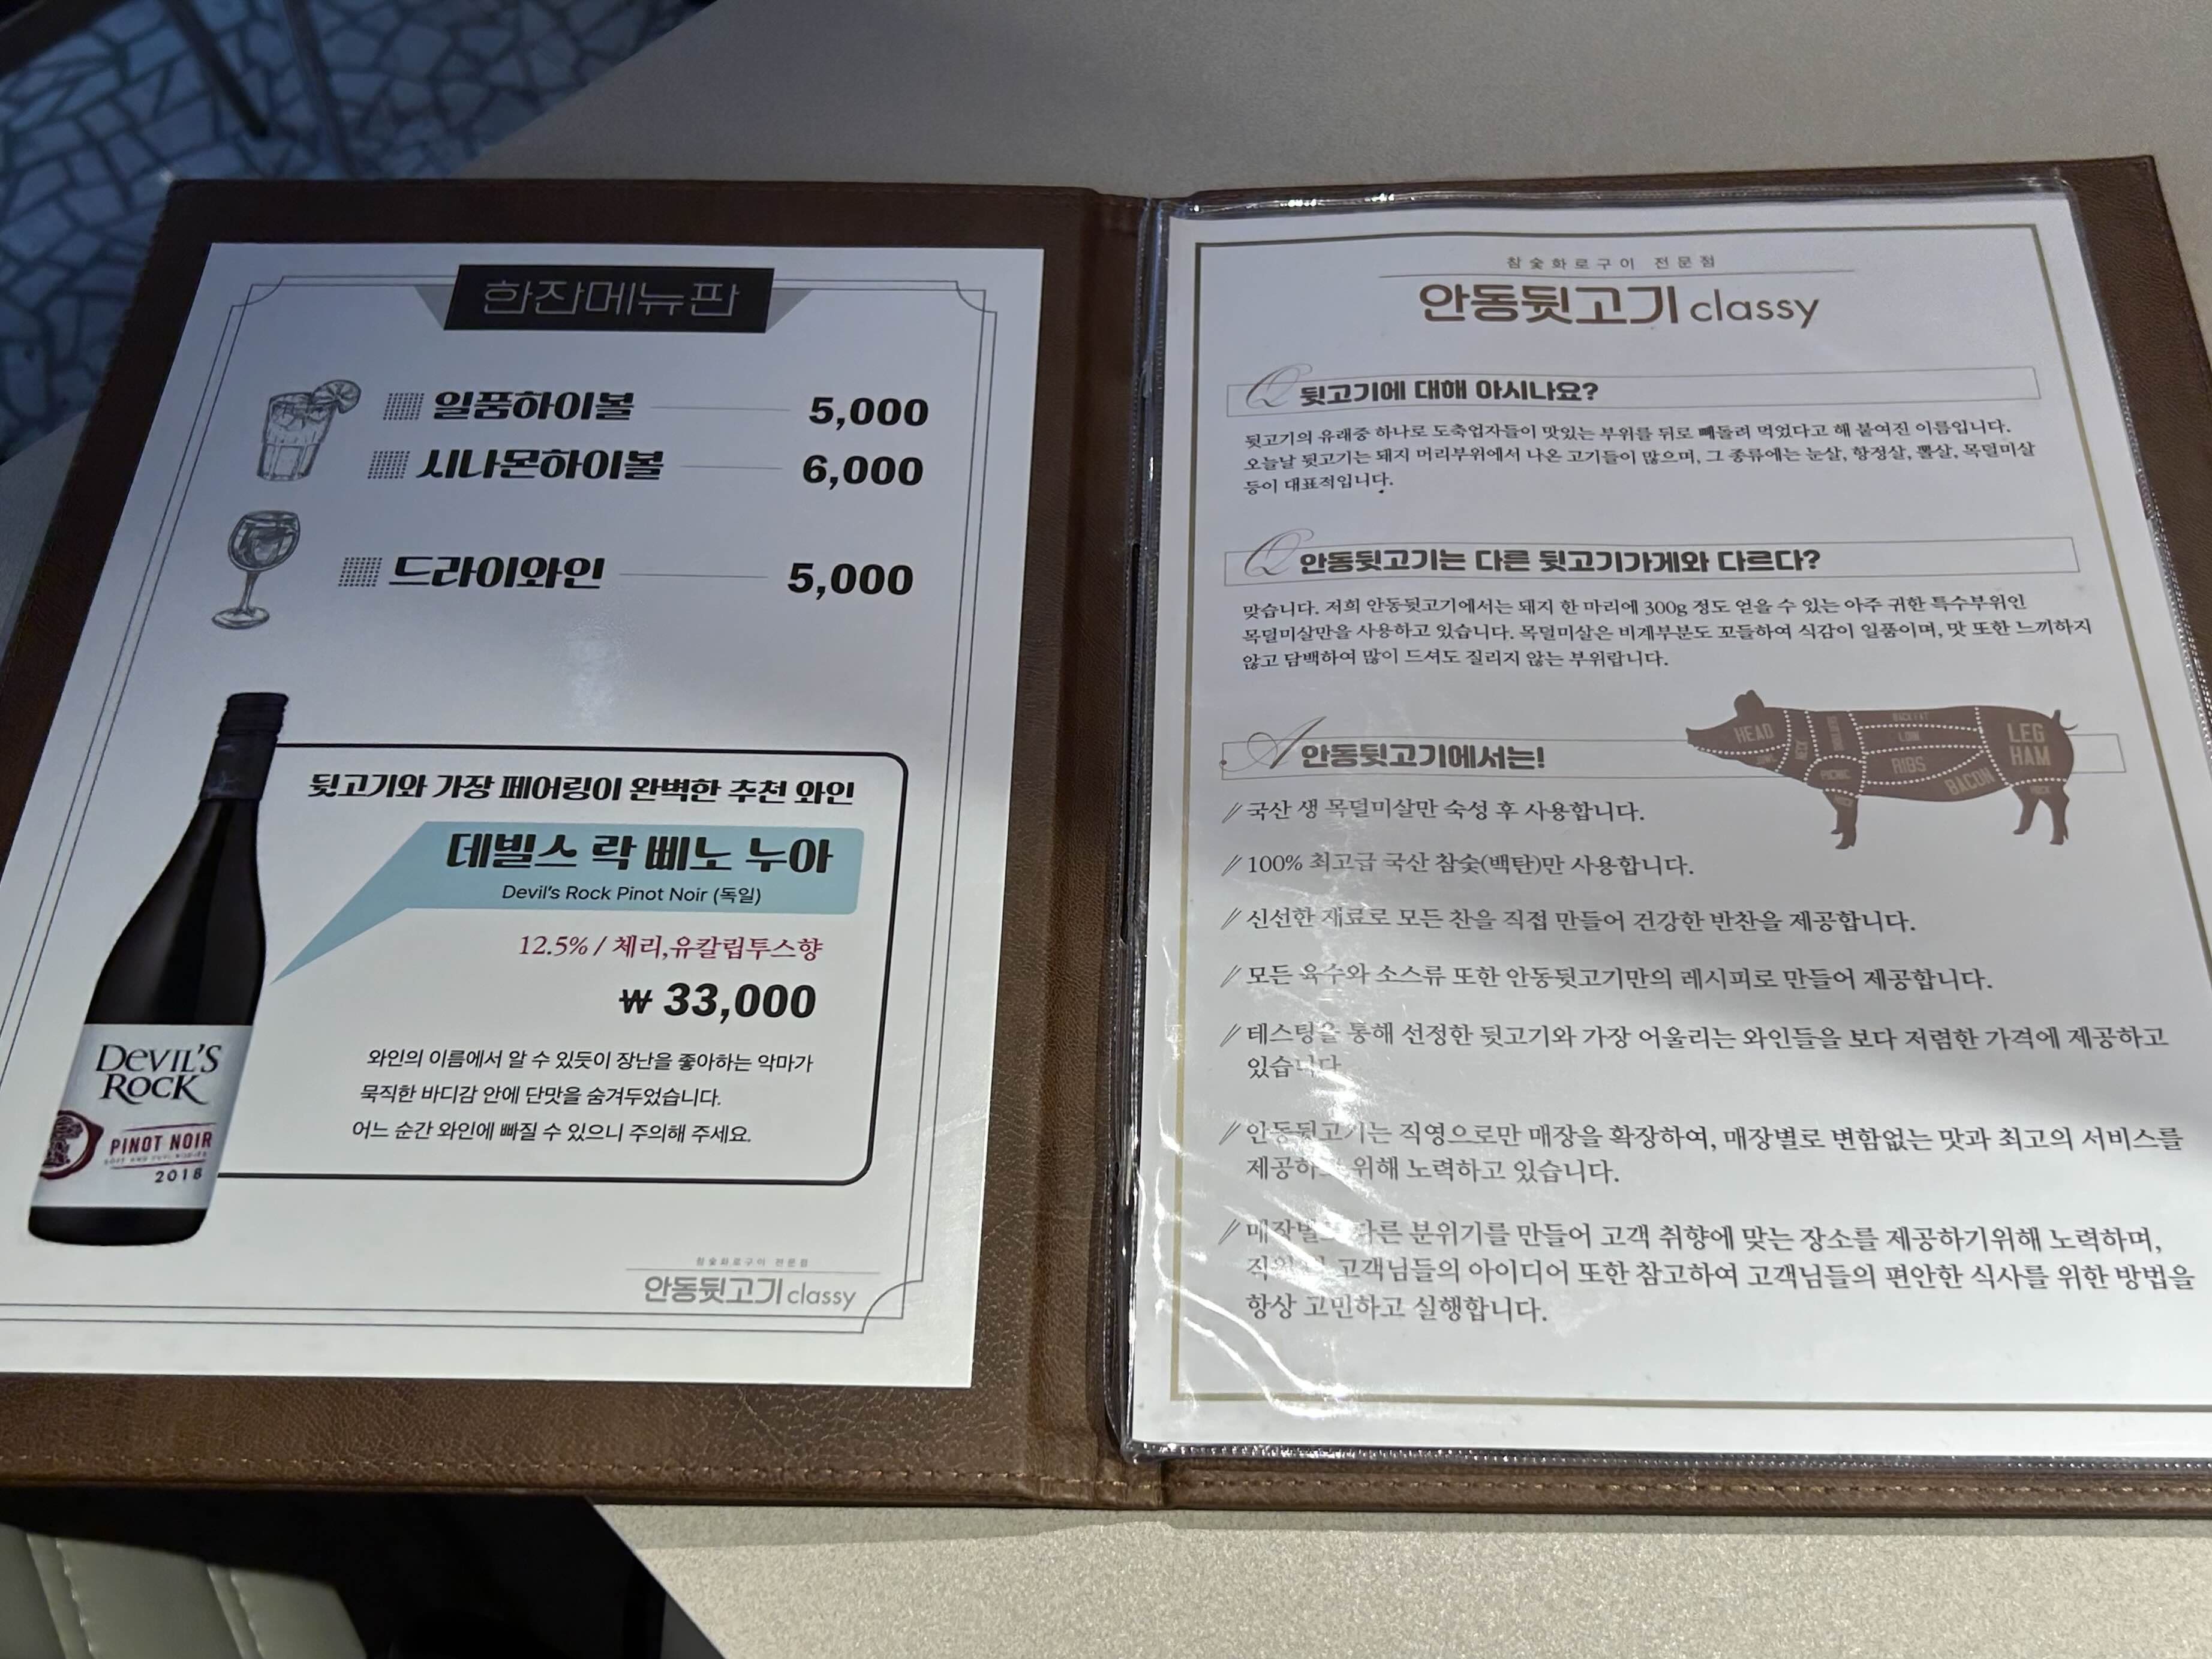 한잔메뉴판
일품하이볼 5,000
시나몬하이볼 6,000
드라이와인 5,000
뒷고기와 가장 페어링이 완벽한 추천 와인
데빌스 락 삐노 누아
Devil's Rock Pinot Noir (독일)
12.5% / 체리,유칼립투스향
₩ 33,000
와인의 이름에서 알 수 있듯이 장난을 좋아하는 악마가
묵직한 바디감 안에 단맛을 숨겨두었습니다.
어느 순간 와인에 빠질 수 있으니 주의해 주세요.
DEVIL'S
ROCK
PINOT NOIR
2018
참숯화로구이 전문점
안동뒷고기 classy
참숯화로구이 전문점
안동뒷고기 classy
Q 뒷고기에 대해 아시나요?
뒷고기의 유래중 하나로 도축업자들이 맛있는 부위를 뒤로 빼돌려 먹었다고 해 붙여진 이름입니다.
오늘날 뒷고기는 돼지 머리부위에서 나온 고기들이 많으며, 그 종류에는 눈살, 항정살, 뽈살, 목덜미살
등이 대표적입니다.
Q 안동뒷고기는 다른 뒷고기가게와 다르다?
맞습니다. 저희 안동뒷고기에서는 돼지 한 마리에 300g 정도 얻을 수 있는 아주 귀한 특수부위인
목덜미살만을 사용하고 있습니다. 목덜미살은 비계부분도 꼬들하여 식감이 일품이며, 맛 또한 느끼하지
않고 담백하여 많이 드셔도 질리지 않는 부위랍니다.
A 안동뒷고기에서는!
HEAD
LOIN
RIBS
BACON
PICNIC
LEG
HAM
// 국산 생 목덜미살만 숙성 후 사용합니다.
// 100% 최고급 국산 참숯(백탄)만 사용합니다.
// 신선한 재료로 모든 찬을 직접 만들어 건강한 반찬을 제공합니다.
// 모든 육수와 소스류 또한 안동뒷고기만의 레시피로 만들어 제공합니다.
// 테스팅을 통해 선정한 뒷고기와 가장 어울리는 와인들을 보다 저렴한 가격에 제공하고
있습니다
// 안동뒷고기는 직영으로만 매장을 확장하여, 매장별로 변함없는 맛과 최고의 서비스를
위해 노력하고 있습니다.
// 다른 분위기를 만들어 고객 취향에 맞는 장소를 제공하기위해 노력하며,
고객님들의 아이디어 또한 참고하여 고객님들의 편안한 식사를 위한 방법을
항상 고민하고 실행합니다.